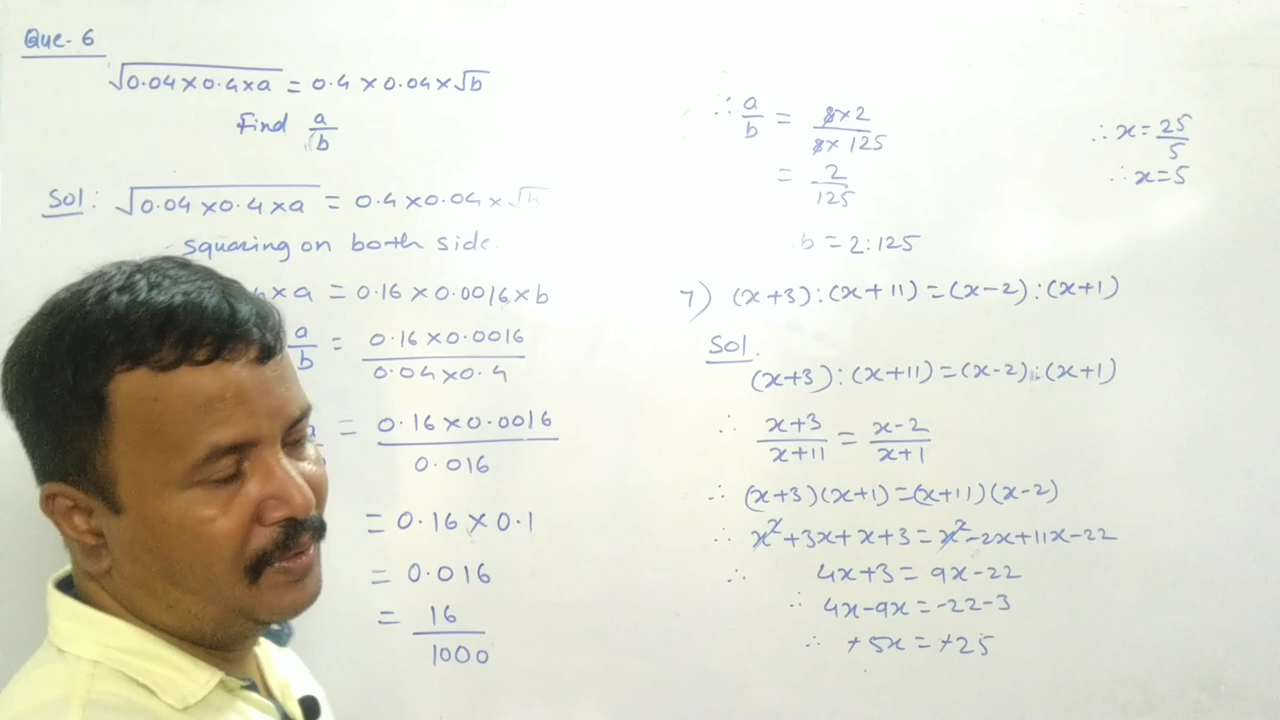 Que- 6
√0.04×0.4×a = 0.4×0.04×√b
Find a/b
Sol: √0.04×0.4×a = 0.4×0.04×√b
squaring on both side.
×a = 0.16×0.0016×b
a/b = 0.16×0.0016/0.04×0.4
= 0.16×0.0016/0.016
= 0.16×0.1
= 0.016
= 16/1000
∴ a/b = 8×2/8×125
= 2/125
b = 2:125
7) (x+3):(x+11)=(x-2):(x+1)
Sol.
(x+3):(x+11)=(x-2):(x+1)
∴ x+3/x+11 = x-2/x+1
∴ (x+3)(x+1)=(x+11)(x-2)
∴ x²+3x+x+3=x²-2x+11x-22
∴ 4x+3=9x-22
∴ 4x-9x=-22-3
∴ +5x=+25
∴ x=25/5
∴ x=5